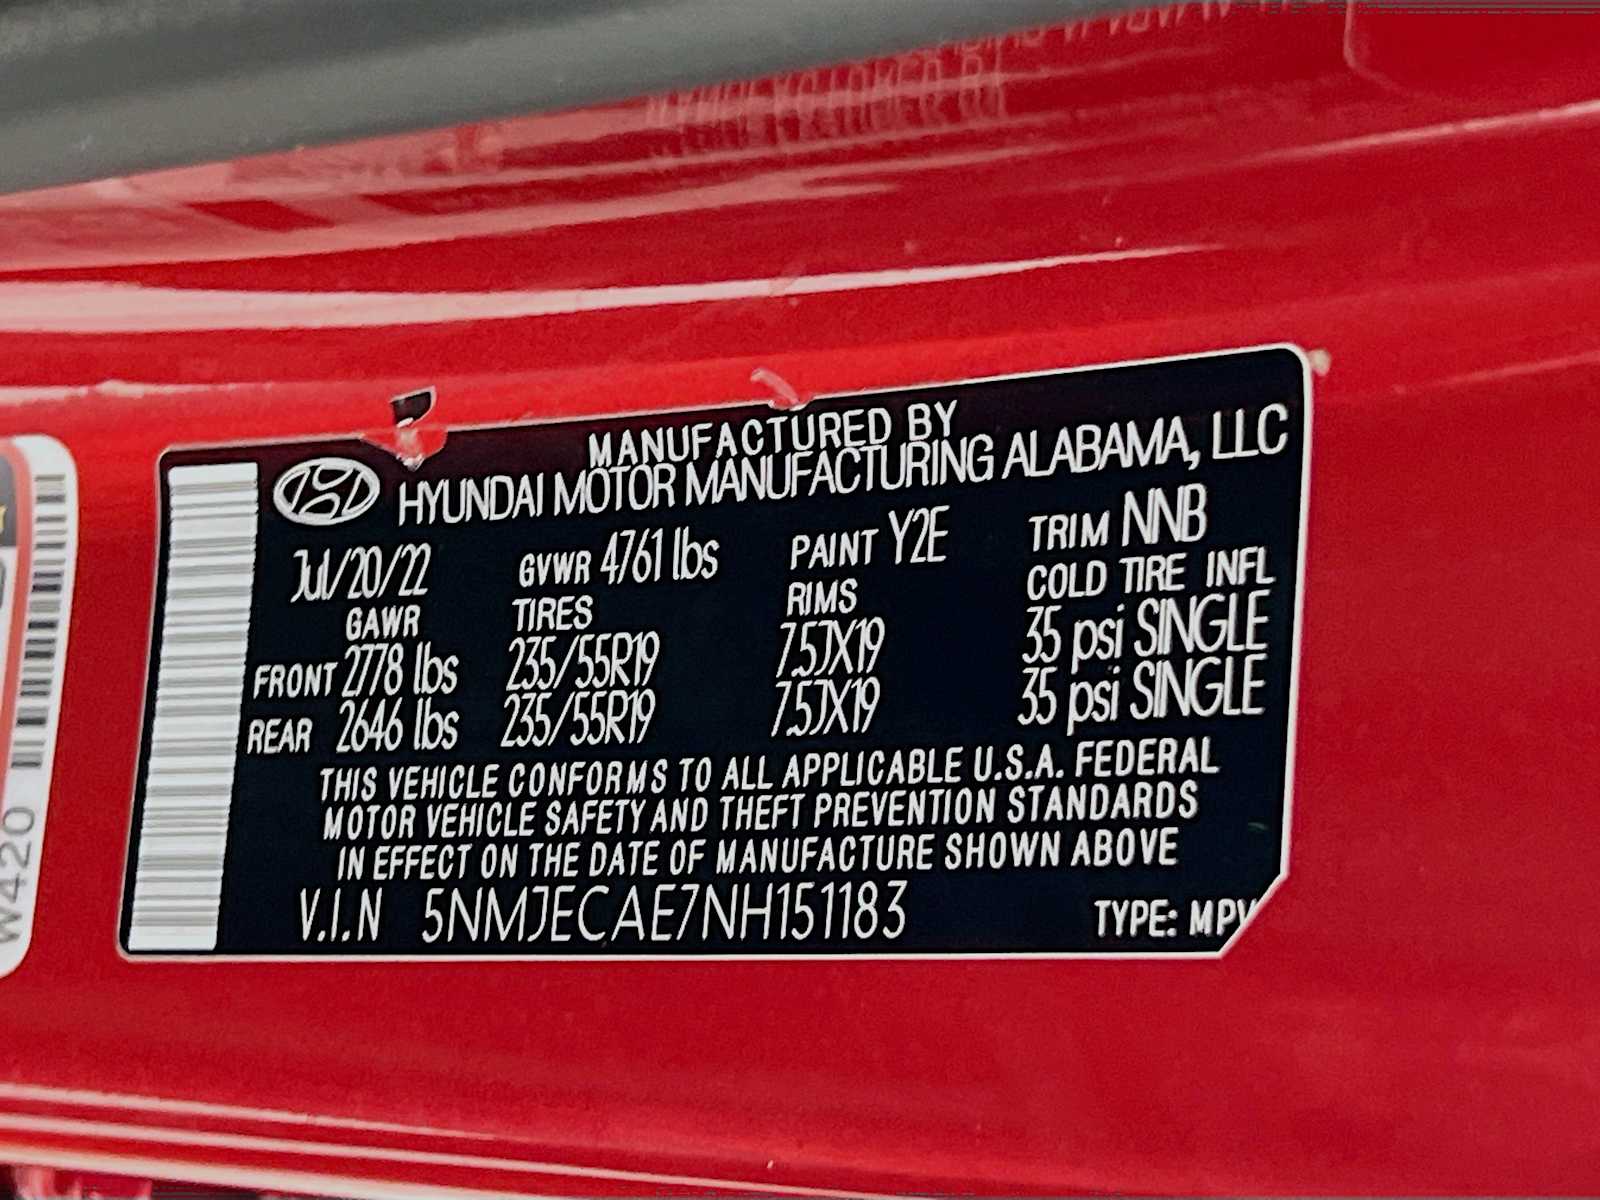 MANUFACTURED BY
HYUNDAI MOTOR MANUFACTURING ALABAMA, LLC
Jul/20/22 GVWR 4761 lbs PAINT Y2E TRIM NNB
GAWR TIRES RIMS COLD TIRE INFL
FRONT 2778 lbs 235/55R19 7.5JX19 35 psi SINGLE
REAR 2646 lbs 235/55R19 7.5JX19 35 psi SINGLE
THIS VEHICLE CONFORMS TO ALL APPLICABLE U.S.A. FEDERAL
MOTOR VEHICLE SAFETY AND THEFT PREVENTION STANDARDS
IN EFFECT ON THE DATE OF MANUFACTURE SHOWN ABOVE
V.I.N 5NMJECAE7NH151183 TYPE: MPV
W420